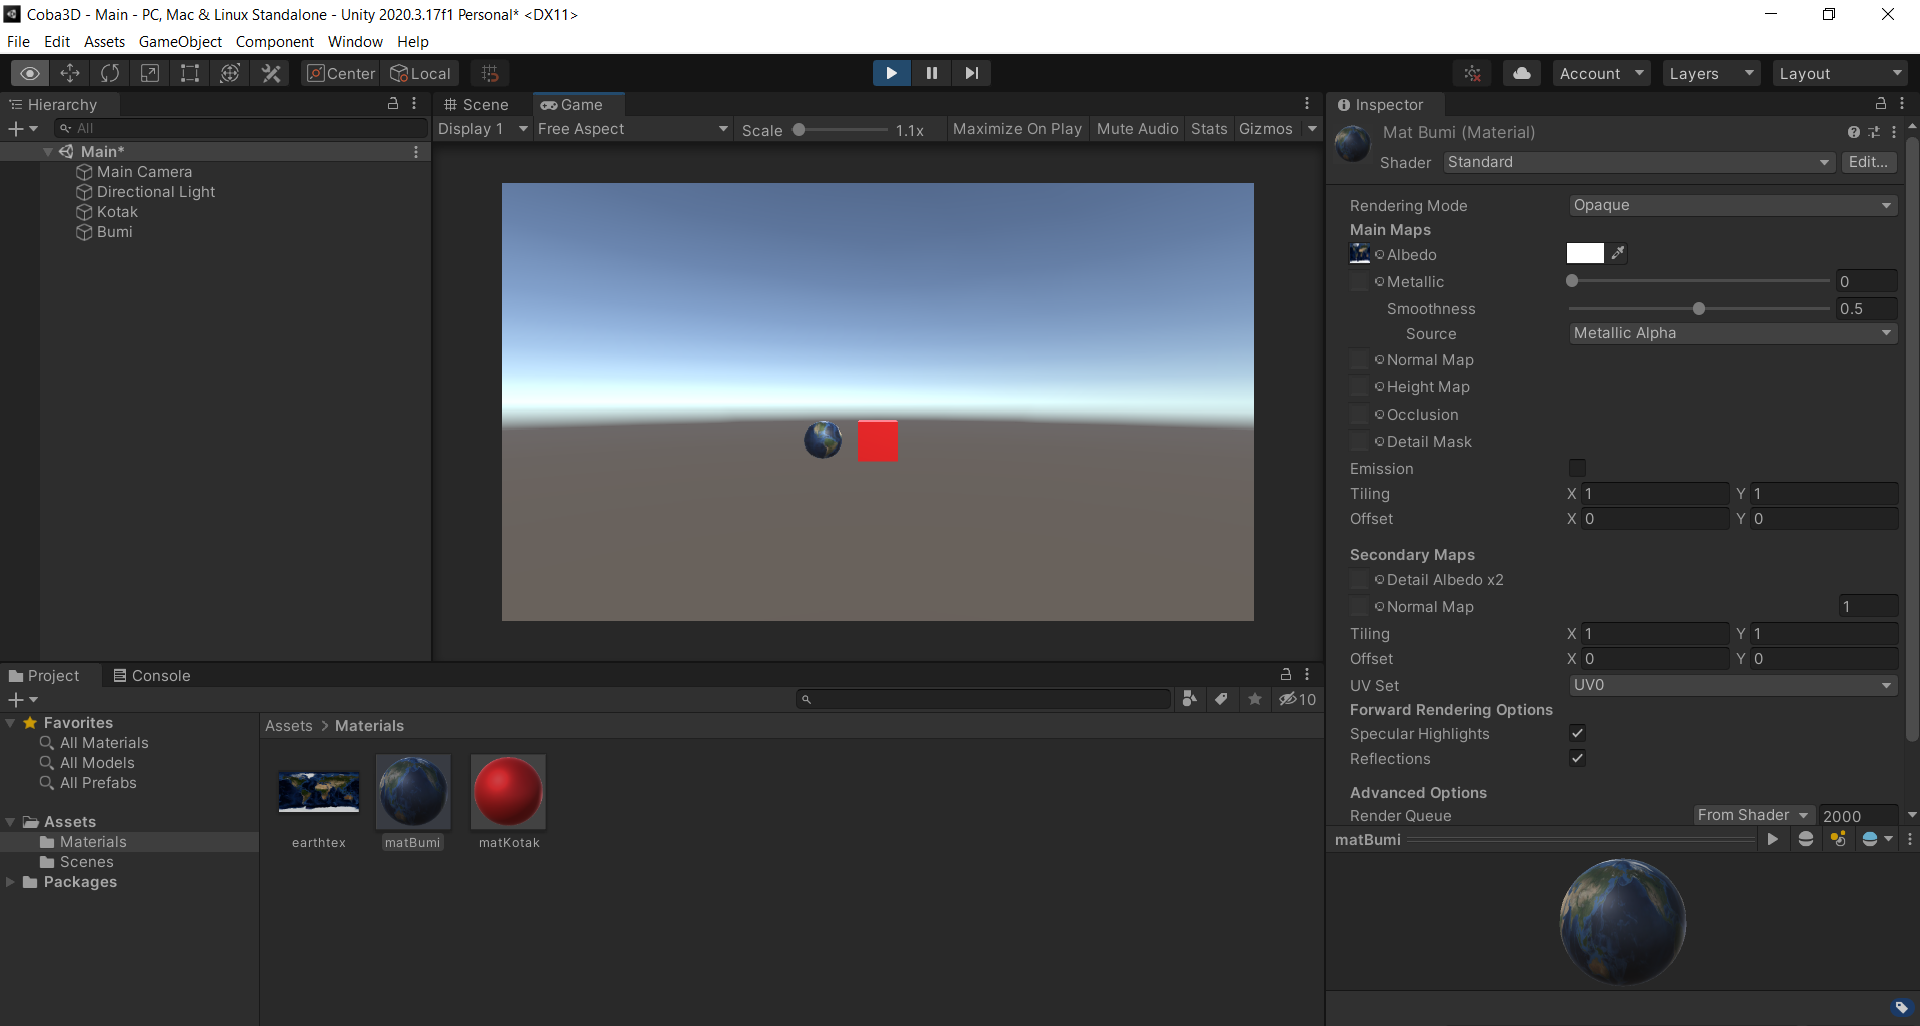 Coba3D - Main - PC, Mac & Linux Standalone - Unity 2020.3.17f1 Personal* <DX11>
File Edit Assets GameObject Component Window Help
Center Local Account Layers Layout
Hierarchy
All
Main*
Main Camera
Directional Light
Kotak
Bumi
Scene Game
Display 1 Free Aspect Scale 1.1x Maximize On Play Mute Audio Stats Gizmos
Inspector
Mat Bumi (Material)
Shader Standard Edit...
Rendering Mode Opaque
Main Maps
Albedo
Metallic 0
Smoothness 0.5
Source Metallic Alpha
Normal Map
Height Map
Occlusion
Detail Mask
Emission
Tiling X 1 Y 1
Offset X 0 Y 0
Secondary Maps
Detail Albedo x2
Normal Map 1
Tiling X 1 Y 1
Offset X 0 Y 0
UV Set UV0
Forward Rendering Options
Specular Highlights
Reflections
Advanced Options
Render Queue From Shader 2000
matBumi
Project Console
10
Favorites
All Materials
All Models
All Prefabs
Assets
Materials
Scenes
Packages
Assets > Materials
earthtex matBumi matKotak